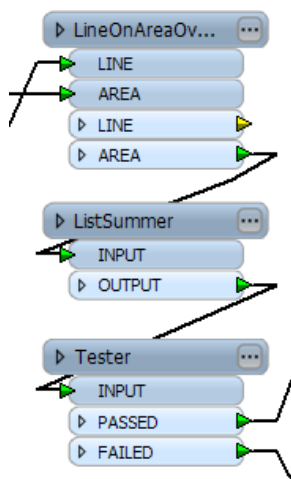 LineOnAreaOv...
LINE
AREA
LINE
AREA
ListSummer
INPUT
OUTPUT
Tester
INPUT
PASSED
FAILED